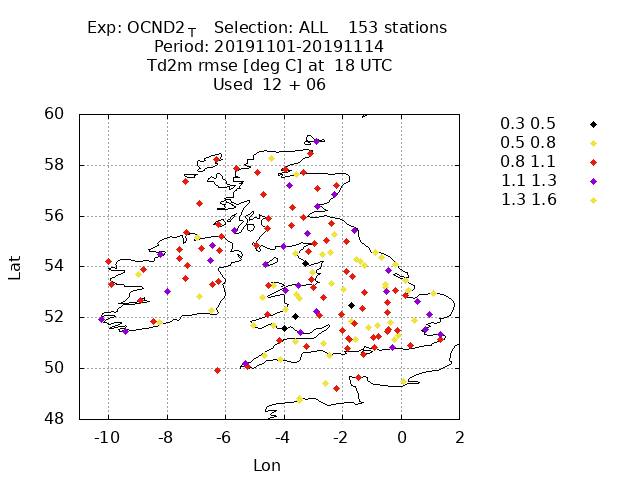 Exp: OCND2 T Selection: ALL 153 stations
Period: 20191101-20191114
Td2m rmse [deg C] at 18 UTC
Used 12 + 06
0.3 0.5
0.5 0.8
0.8 1.1
1.1 1.3
1.3 1.6
60
58
56
54
52
50
48
Lat
-10 -8 -6 -4 -2 0 2
Lon